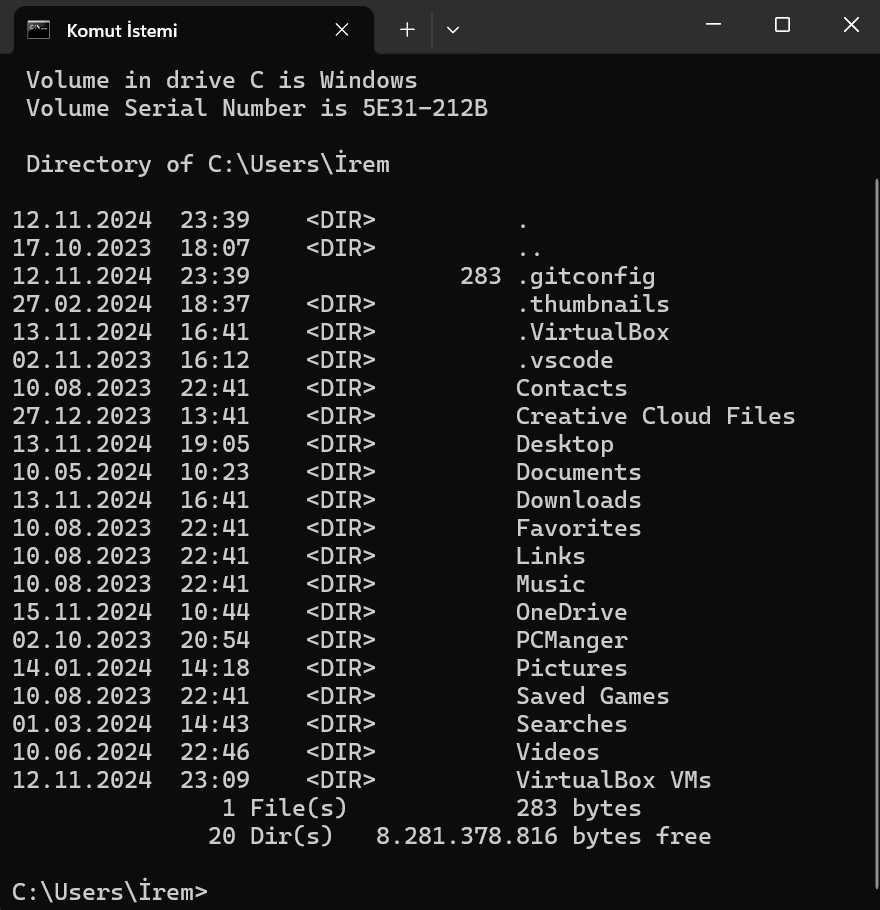 Komut İstemi
Volume in drive C is Windows
Volume Serial Number is 5E31-212B
Directory of C:\Users\İrem
12.11.2024  23:39    <DIR>          .
17.10.2023  18:07    <DIR>          ..
12.11.2024  23:39               283 .gitconfig
27.02.2024  18:37    <DIR>          .thumbnails
13.11.2024  16:41    <DIR>          .VirtualBox
02.11.2023  16:12    <DIR>          .vscode
10.08.2023  22:41    <DIR>          Contacts
27.12.2023  13:41    <DIR>          Creative Cloud Files
13.11.2024  19:05    <DIR>          Desktop
10.05.2024  10:23    <DIR>          Documents
13.11.2024  16:41    <DIR>          Downloads
10.08.2023  22:41    <DIR>          Favorites
10.08.2023  22:41    <DIR>          Links
10.08.2023  22:41    <DIR>          Music
15.11.2024  10:44    <DIR>          OneDrive
02.10.2023  20:54    <DIR>          PCManger
14.01.2024  14:18    <DIR>          Pictures
10.08.2023  22:41    <DIR>          Saved Games
01.03.2024  14:43    <DIR>          Searches
10.06.2024  22:46    <DIR>          Videos
12.11.2024  23:09    <DIR>          VirtualBox VMs
1 File(s)            283 bytes
20 Dir(s)   8.281.378.816 bytes free
C:\Users\İrem>